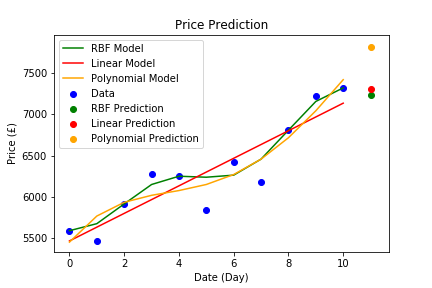 Price Prediction
RBF Model
Linear Model
Polynomial Model
Data
RBF Prediction
Linear Prediction
Polynomial Prediction
7500
7000
6500
6000
5500
Price (£)
0 2 4 6 8 10
Date (Day)